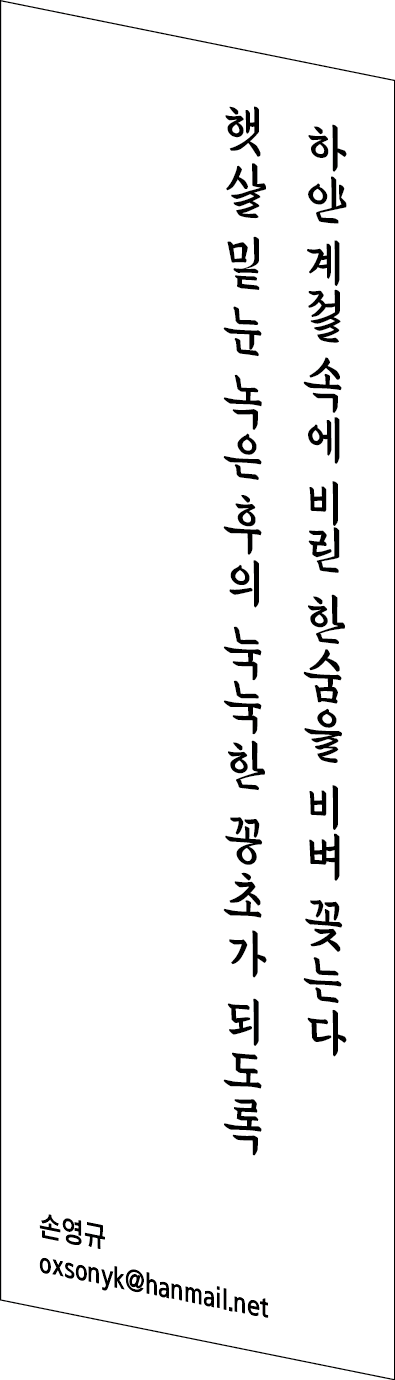 하얀 계절 속에 비린 한숨을 비벼 꽂는다
햇살 밑 눈 녹은 후의 눅눅한 꽁초가 되도록
손영규
oxsonyk@hanmail.net